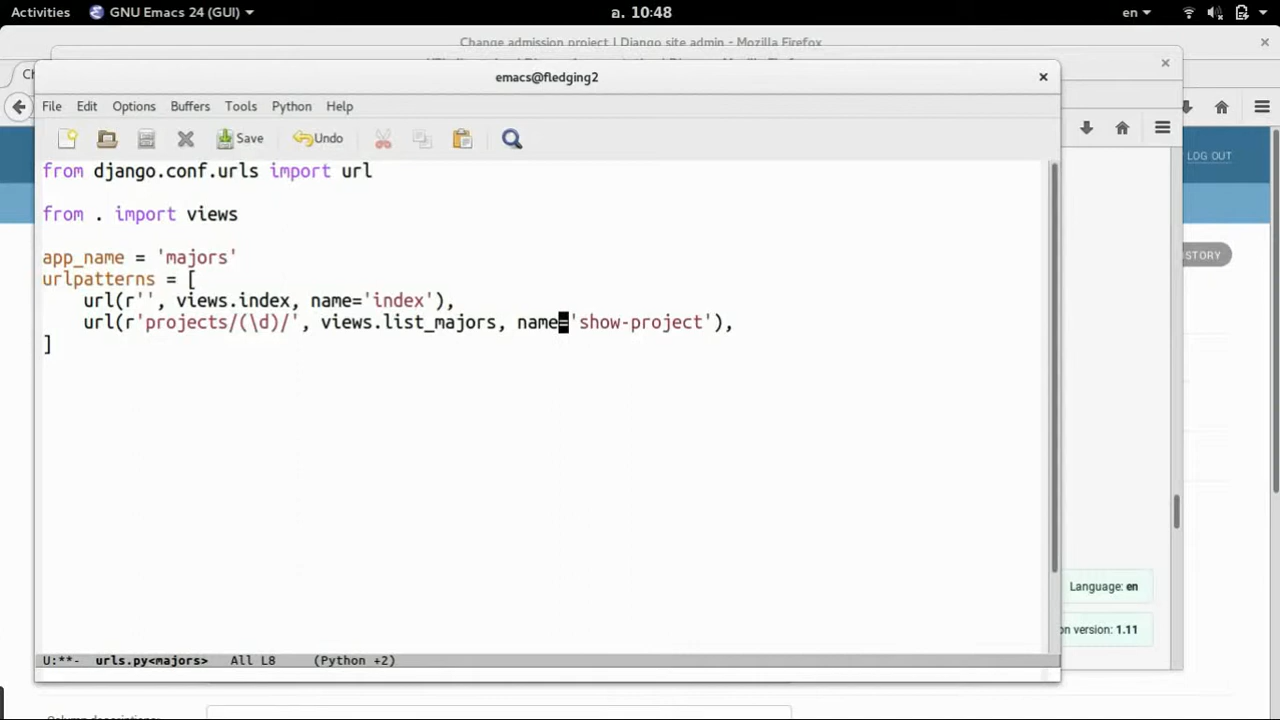 Activities GNU Emacs 24 (GUI) อ. 10:48 en
Change admission project | Django site admin - Mozilla Firefox
emacs@fledging2
File Edit Options Buffers Tools Python Help
Save Undo
LOG OUT
from django.conf.urls import url
from . import views
app_name = 'majors'
STORY
urlpatterns = [
url(r'', views.index, name='index'),
url(r'projects/(\d)/', views.list_majors, name='show-project'),
]
Language: en
on version: 1.11
U:**- urls.py<majors> All L8 (Python +2)